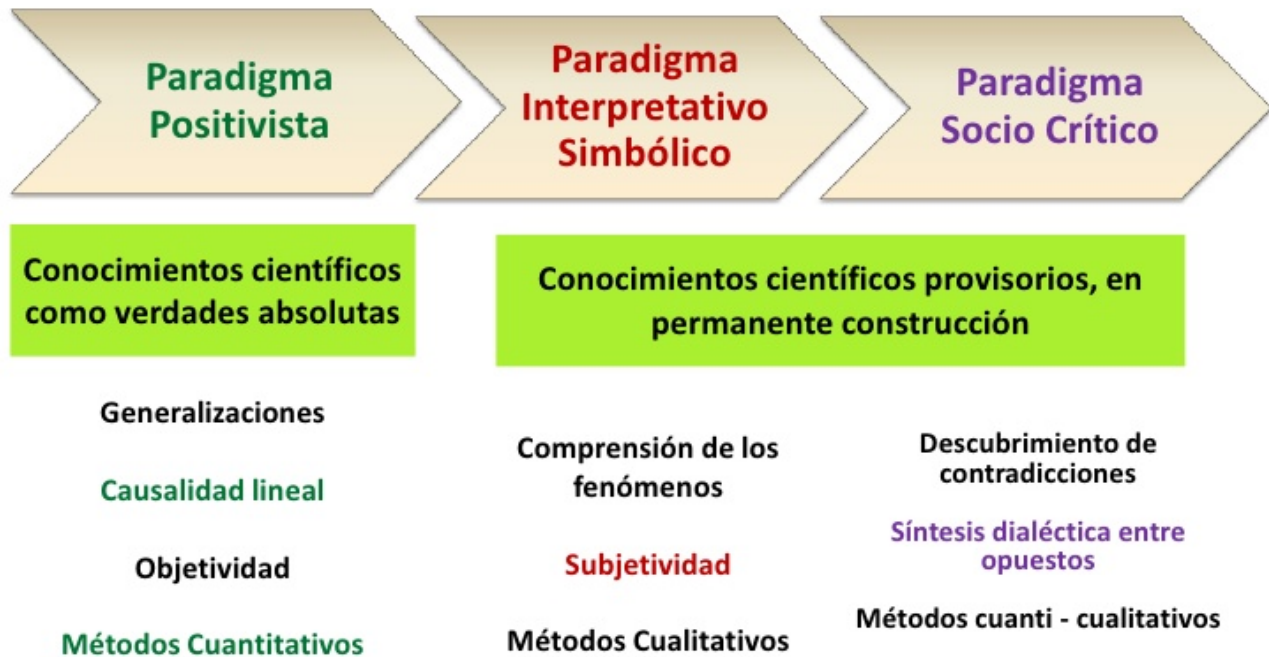 Paradigma
Positivista
Paradigma
Interpretativo
Simbólico
Paradigma
Socio Crítico
Conocimientos científicos
como verdades absolutas
Conocimientos científicos provisorios, en
permanente construcción
Generalizaciones
Causalidad lineal
Objetividad
Métodos Cuantitativos
Comprensión de los
fenómenos
Subjetividad
Métodos Cualitativos
Descubrimiento de
contradicciones
Síntesis dialéctica entre
opuestos
Métodos cuanti - cualitativos